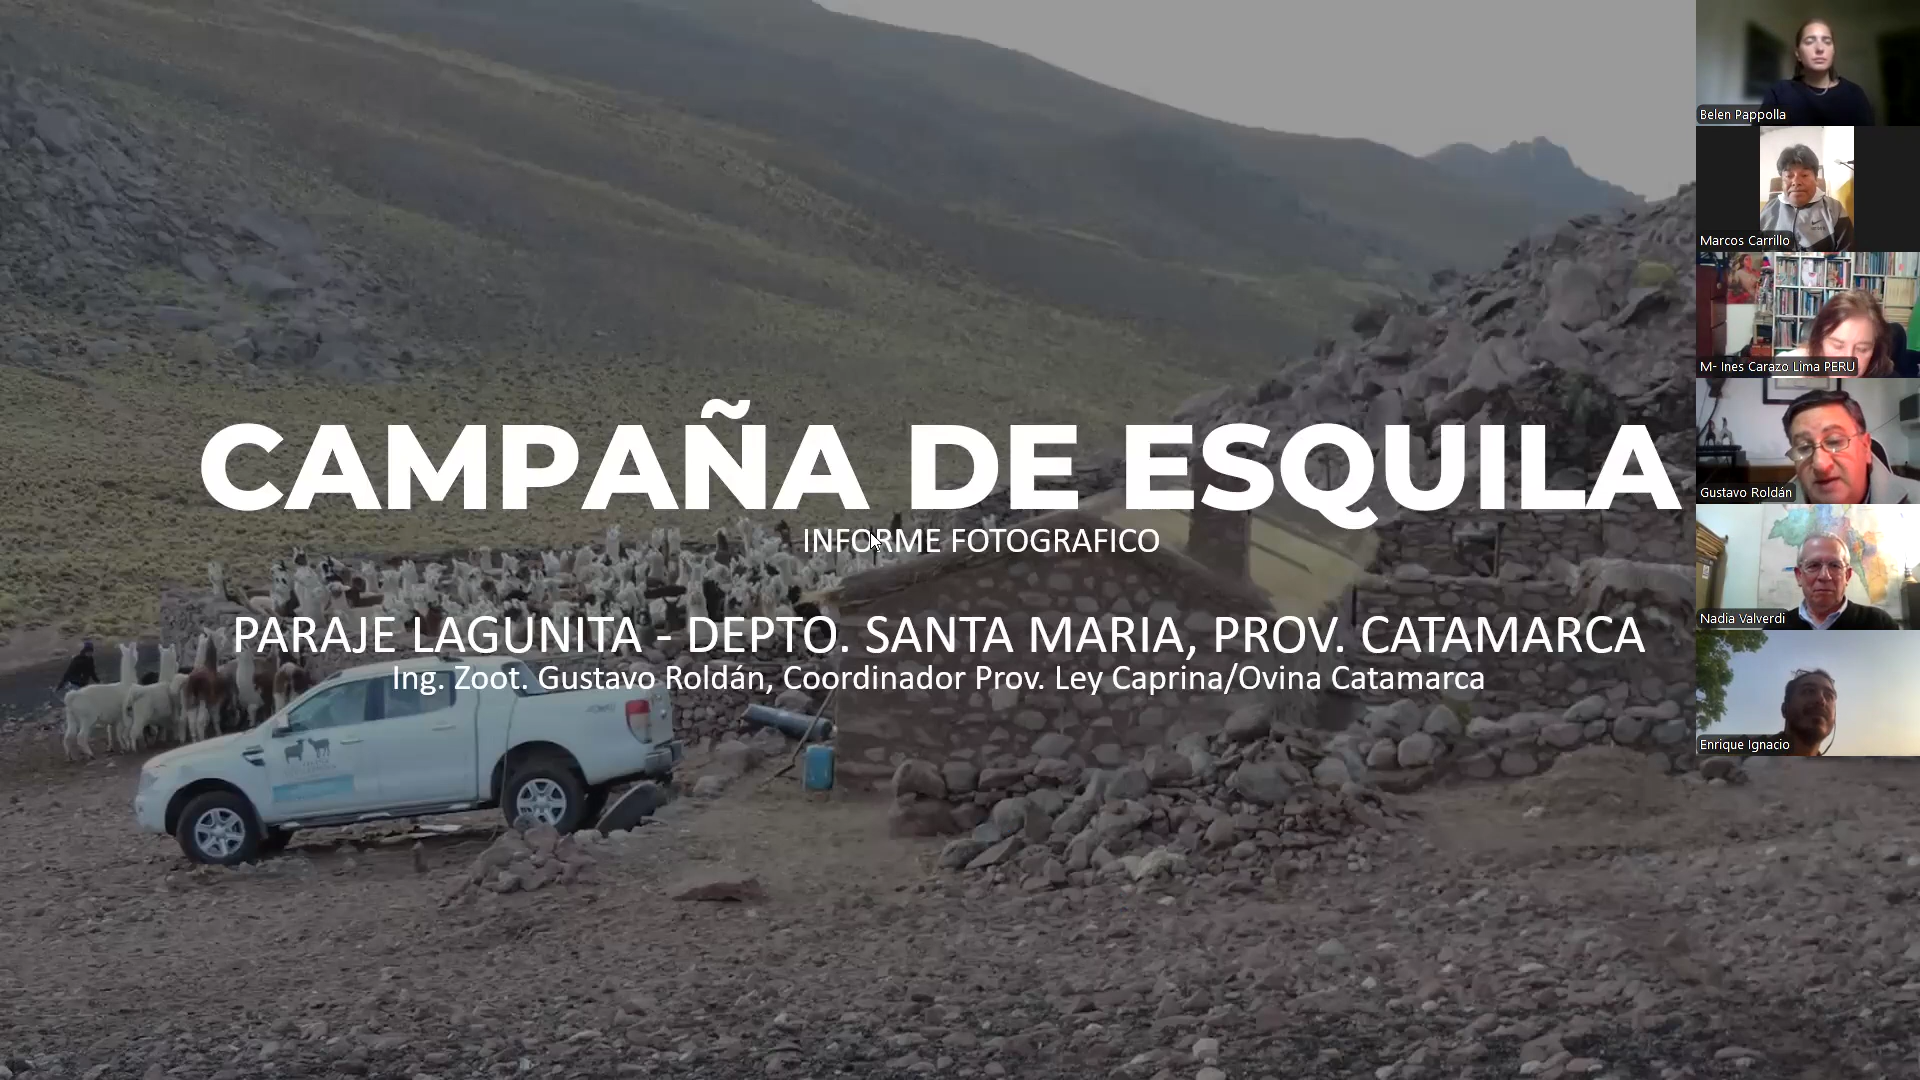 CAMPAÑA DE ESQUILA
INFORME FOTOGRAFICO
PARAJE LAGUNITA - DEPTO. SANTA MARIA, PROV. CATAMARCA
Ing. Zoot. Gustavo Roldán, Coordinador Prov. Ley Caprina/Ovina Catamarca
Belen Pappolla
Marcos Carrillo
M- Ines Carazo Lima PERU
Gustavo Roldán
Nadia Valverdi
Enrique Ignacio